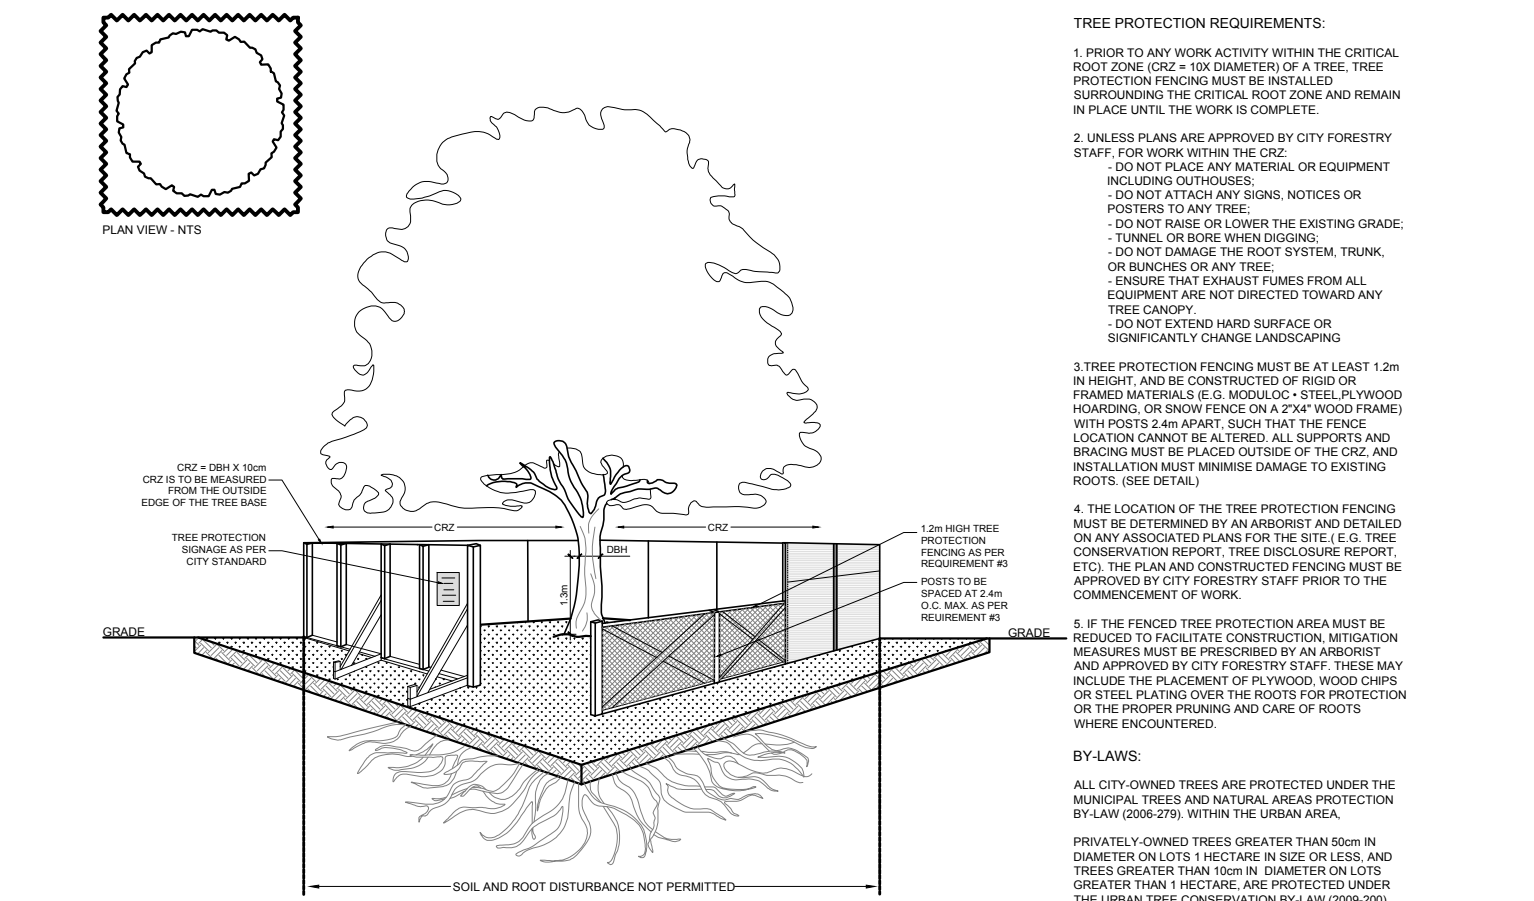 PLAN VIEW - NTS
CRZ = DBH X 10cm
CRZ IS TO BE MEASURED
FROM THE OUTSIDE
EDGE OF THE TREE BASE
TREE PROTECTION
SIGNAGE AS PER
CITY STANDARD
CRZ
CRZ
DBH
1.3m
1.2m HIGH TREE
PROTECTION
FENCING AS PER
REQUIREMENT #3
POSTS TO BE
SPACED AT 2.4m
O.C. MAX. AS PER
REUIREMENT #3
GRADE
GRADE
SOIL AND ROOT DISTURBANCE NOT PERMITTED
TREE PROTECTION REQUIREMENTS:
1. PRIOR TO ANY WORK ACTIVITY WITHIN THE CRITICAL
ROOT ZONE (CRZ = 10X DIAMETER) OF A TREE, TREE
PROTECTION FENCING MUST BE INSTALLED
SURROUNDING THE CRITICAL ROOT ZONE AND REMAIN
IN PLACE UNTIL THE WORK IS COMPLETE.
2. UNLESS PLANS ARE APPROVED BY CITY FORESTRY
STAFF, FOR WORK WITHIN THE CRZ:
- DO NOT PLACE ANY MATERIAL OR EQUIPMENT
INCLUDING OUTHOUSES;
- DO NOT ATTACH ANY SIGNS, NOTICES OR
POSTERS TO ANY TREE;
- DO NOT RAISE OR LOWER THE EXISTING GRADE;
- TUNNEL OR BORE WHEN DIGGING;
- DO NOT DAMAGE THE ROOT SYSTEM, TRUNK,
OR BUNCHES OR ANY TREE;
- ENSURE THAT EXHAUST FUMES FROM ALL
EQUIPMENT ARE NOT DIRECTED TOWARD ANY
TREE CANOPY.
- DO NOT EXTEND HARD SURFACE OR
SIGNIFICANTLY CHANGE LANDSCAPING
3.TREE PROTECTION FENCING MUST BE AT LEAST 1.2m
IN HEIGHT, AND BE CONSTRUCTED OF RIGID OR
FRAMED MATERIALS (E.G. MODULOC • STEEL,PLYWOOD
HOARDING, OR SNOW FENCE ON A 2"X4" WOOD FRAME)
WITH POSTS 2.4m APART, SUCH THAT THE FENCE
LOCATION CANNOT BE ALTERED. ALL SUPPORTS AND
BRACING MUST BE PLACED OUTSIDE OF THE CRZ, AND
INSTALLATION MUST MINIMISE DAMAGE TO EXISTING
ROOTS. (SEE DETAIL)
4. THE LOCATION OF THE TREE PROTECTION FENCING
MUST BE DETERMINED BY AN ARBORIST AND DETAILED
ON ANY ASSOCIATED PLANS FOR THE SITE.( E.G. TREE
CONSERVATION REPORT, TREE DISCLOSURE REPORT,
ETC). THE PLAN AND CONSTRUCTED FENCING MUST BE
APPROVED BY CITY FORESTRY STAFF PRIOR TO THE
COMMENCEMENT OF WORK.
5. IF THE FENCED TREE PROTECTION AREA MUST BE
REDUCED TO FACILITATE CONSTRUCTION, MITIGATION
MEASURES MUST BE PRESCRIBED BY AN ARBORIST
AND APPROVED BY CITY FORESTRY STAFF. THESE MAY
INCLUDE THE PLACEMENT OF PLYWOOD, WOOD CHIPS
OR STEEL PLATING OVER THE ROOTS FOR PROTECTION
OR THE PROPER PRUNING AND CARE OF ROOTS
WHERE ENCOUNTERED.
BY-LAWS:
ALL CITY-OWNED TREES ARE PROTECTED UNDER THE
MUNICIPAL TREES AND NATURAL AREAS PROTECTION
BY-LAW (2006-279). WITHIN THE URBAN AREA,
PRIVATELY-OWNED TREES GREATER THAN 50cm IN
DIAMETER ON LOTS 1 HECTARE IN SIZE OR LESS, AND
TREES GREATER THAN 10cm IN DIAMETER ON LOTS
GREATER THAN 1 HECTARE, ARE PROTECTED UNDER
THE URBAN TREE CONSERVATION BY-LAW (2009-200)